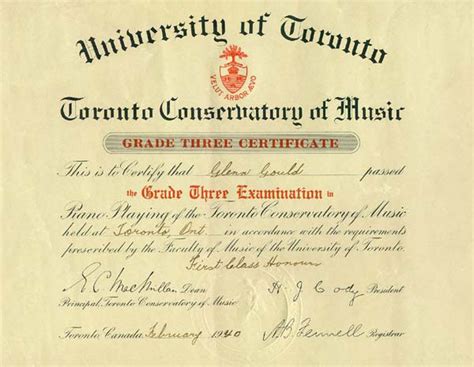 University of Toronto
VELUT ARBOR ÆVO
Toronto Conservatory of Music
GRADE THREE CERTIFICATE
This is to Certify that Glenn Gould passed
the Grade Three Examination in
Piano Playing of the Toronto Conservatory of Music
held at Toronto Ont in accordance with the requirements
prescribed by the Faculty of Music of the University of Toronto.
First Class Honour
E.C. MacMillan Dean H. J. Cody President
Principal, Toronto Conservatory of Music
Toronto Canada February 1940 A.B. Fennell Registrar